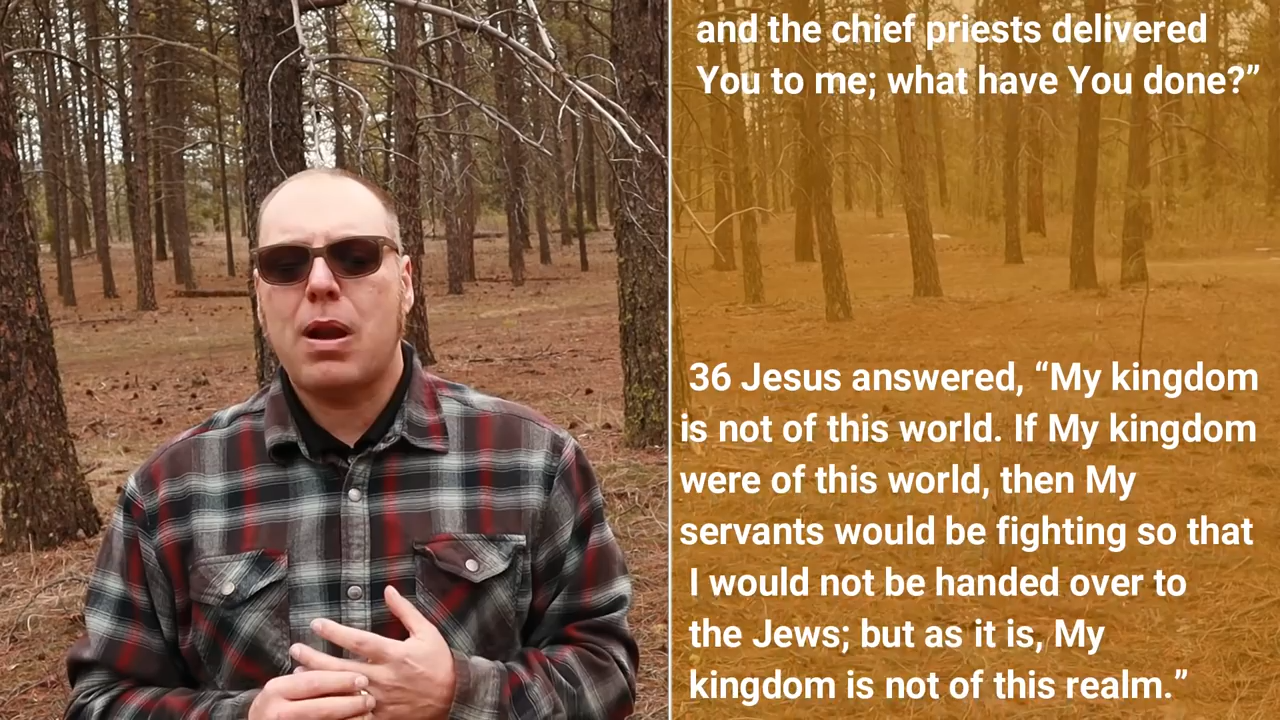 and the chief priests delivered
You to me; what have You done?”
36 Jesus answered, “My kingdom
is not of this world. If My kingdom
were of this world, then My
servants would be fighting so that
I would not be handed over to
the Jews; but as it is, My
kingdom is not of this realm.”